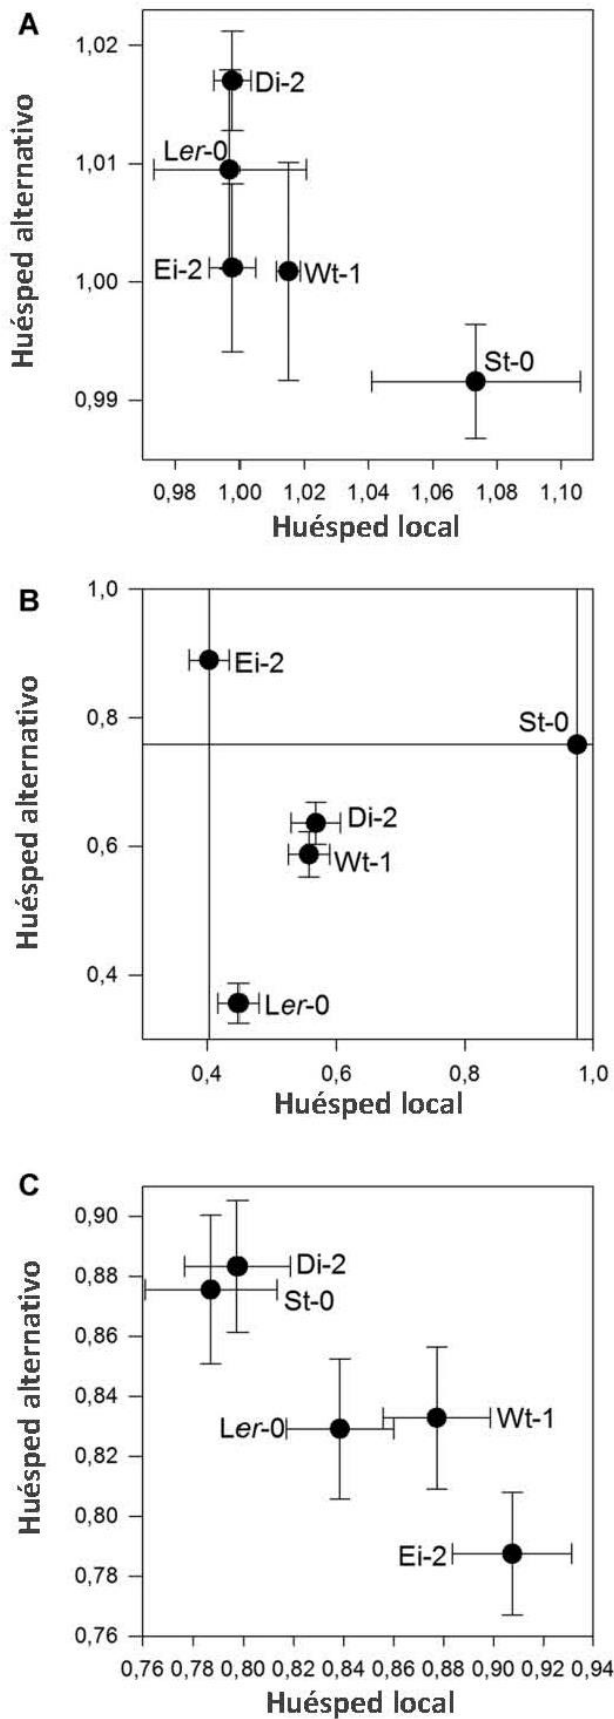 A
1,02
Di-2
Ler-0
1,01
Ei-2
Wt-1
1,00
St-0
0,99
Huésped alternativo
0,98 1,00 1,02 1,04 1,06 1,08 1,10
Huésped local
B
1,0
Ei-2
0,8
St-0
Di-2
0,6
Wt-1
0,4
Ler-0
Huésped alternativo
0,4 0,6 0,8 1,0
Huésped local
C
0,90
Di-2
0,88
St-0
0,86
0,84
Ler-0
Wt-1
0,82
0,80
Ei-2
0,78
0,76
Huésped alternativo
0,76 0,78 0,80 0,82 0,84 0,86 0,88 0,90 0,92 0,94
Huésped local